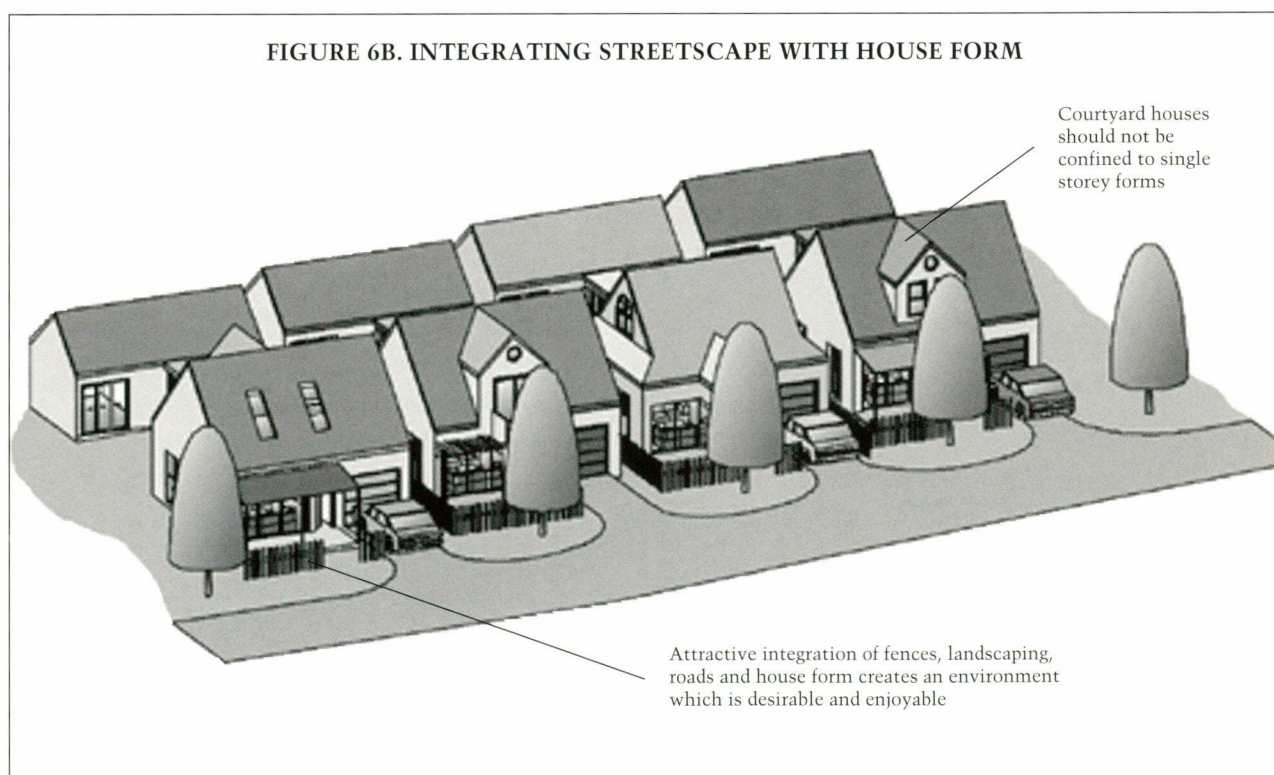 FIGURE 6B. INTEGRATING STREETSCAPE WITH HOUSE FORM
Courtyard houses
should not be
confined to single
storey forms
Attractive integration of fences, landscaping,
roads and house form creates an environment
which is desirable and enjoyable